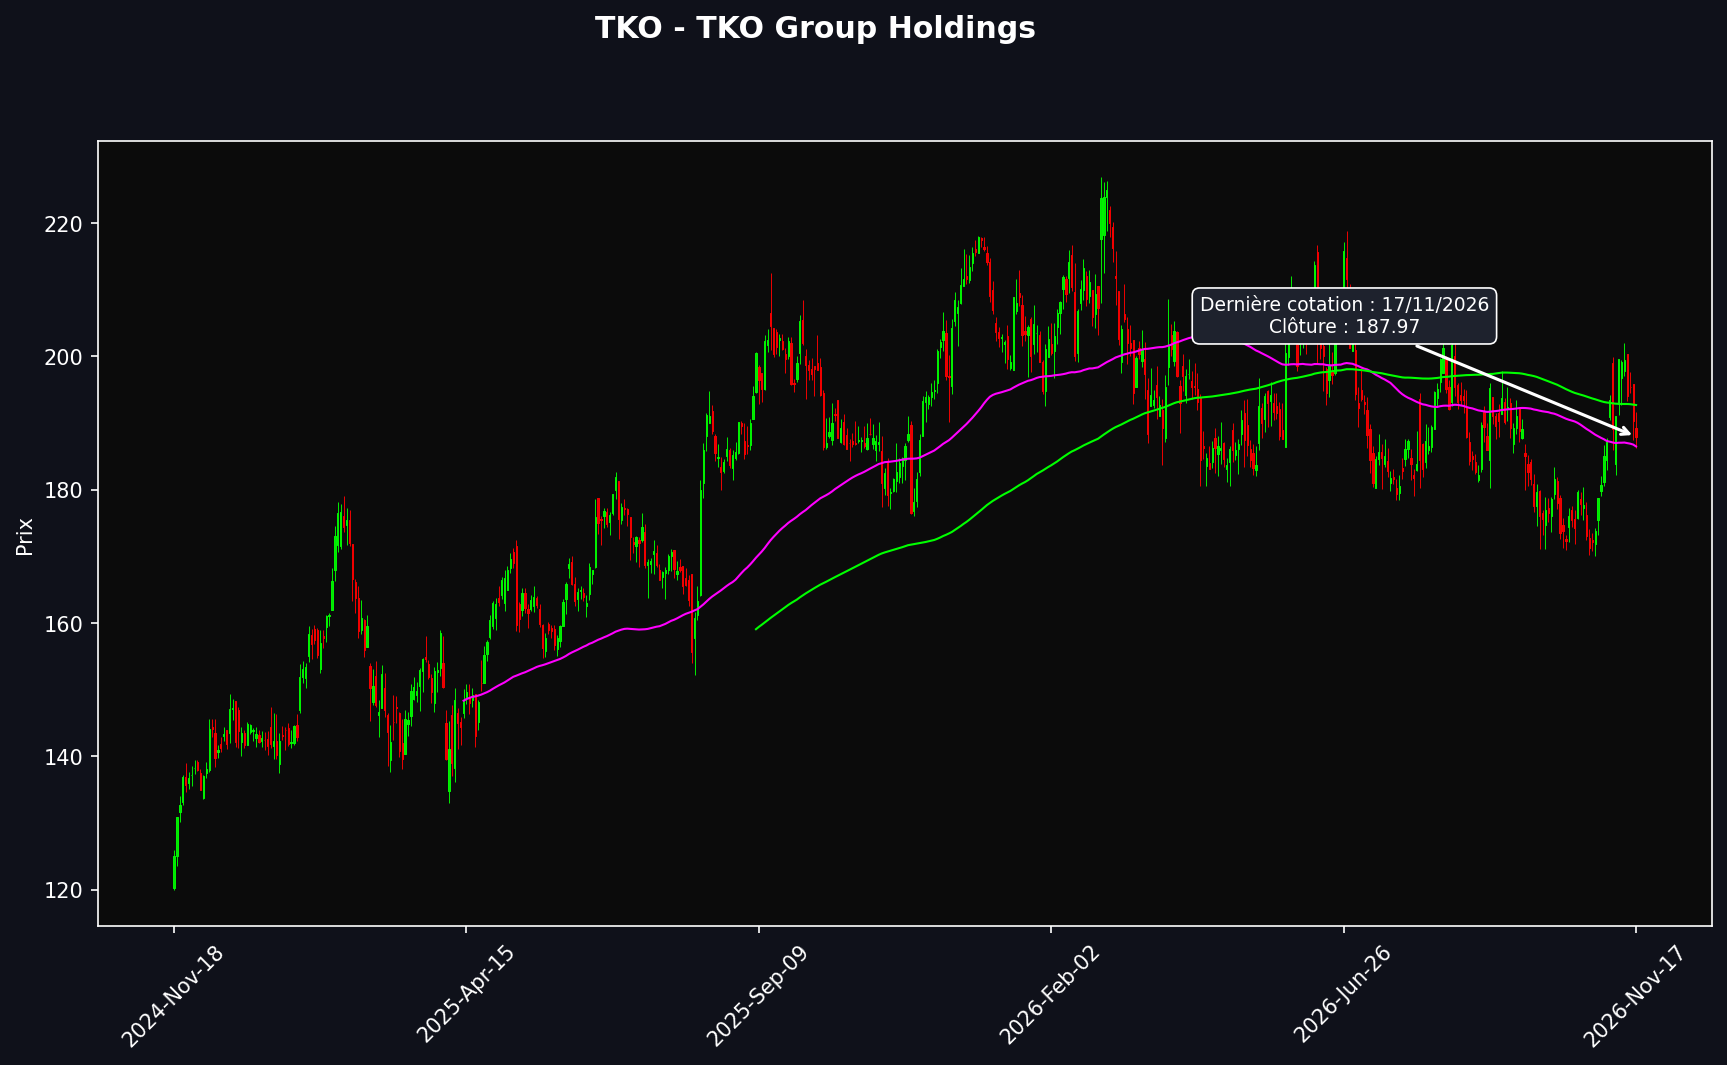 TKO - TKO Group Holdings
Prix
220
200
180
160
140
120
Dernière cotation : 17/11/2026
Clôture : 187.97
2024-Nov-18
2025-Apr-15
2025-Sep-09
2026-Feb-02
2026-Jun-26
2026-Nov-17